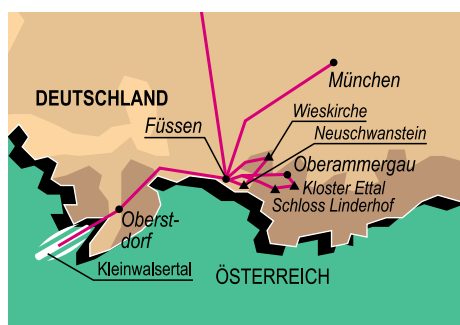 München
DEUTSCHLAND
Wieskirche
Füssen
Neuschwanstein
Oberammergau
Kloster Ettal
Schloss Linderhof
Oberst-
dorf
Kleinwalsertal
ÖSTERREICH